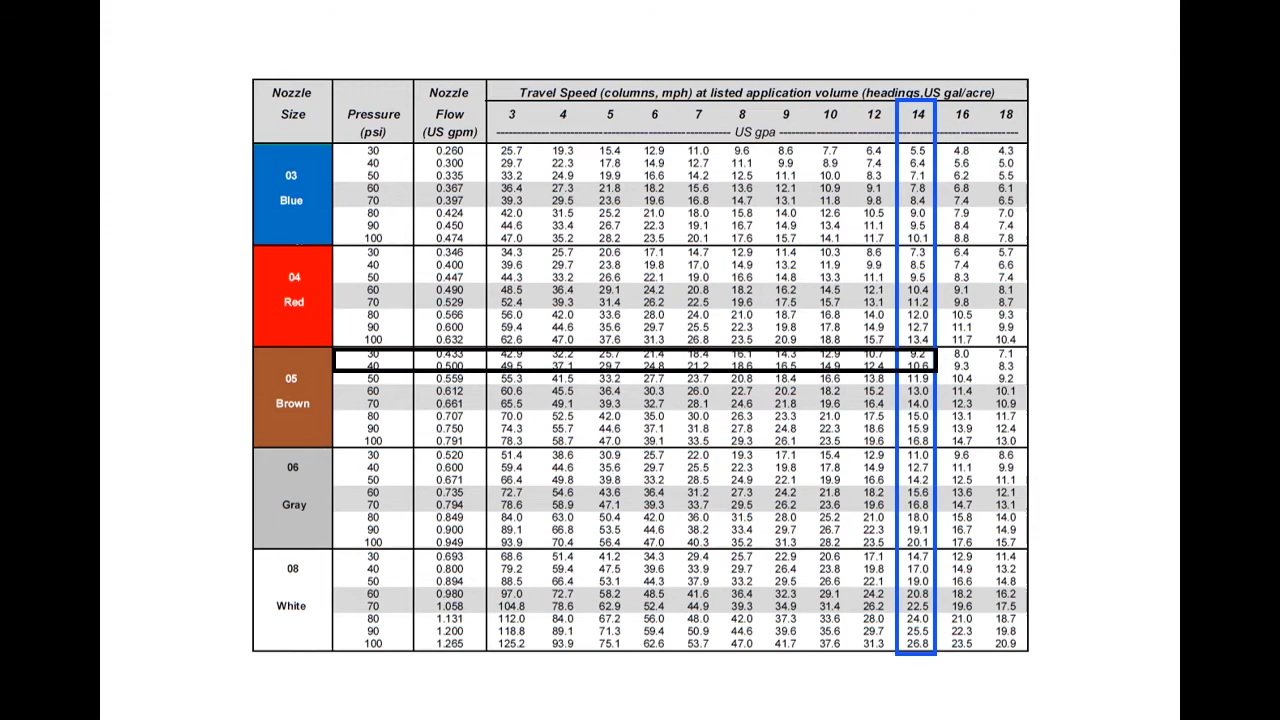 Nozzle Nozzle Travel Speed (columns, mph) at listed application volume (headings,US gal/acre)
Size Pressure Flow 3 4 5 6 7 8 9 10 12 14 16 18
(psi) (US gpm) US gpa
30 0.260 25.7 19.3 15.4 12.9 11.0 9.6 8.6 7.7 6.4 5.5 4.8 4.3
40 0.300 29.7 22.3 17.8 14.9 12.7 11.1 9.9 8.9 7.4 6.4 5.6 5.0
03 50 0.335 33.2 24.9 19.9 16.6 14.2 12.5 11.1 10.0 8.3 7.1 6.2 5.5
60 0.367 36.4 27.3 21.8 18.2 15.6 13.6 12.1 10.9 9.1 7.8 6.8 6.1
Blue 70 0.397 39.3 29.5 23.6 19.6 16.8 14.7 13.1 11.8 9.8 8.4 7.4 6.5
80 0.424 42.0 31.5 25.2 21.0 18.0 15.8 14.0 12.6 10.5 9.0 7.9 7.0
90 0.450 44.6 33.4 26.7 22.3 19.1 16.7 14.9 13.4 11.1 9.5 8.4 7.4
100 0.474 47.0 35.2 28.2 23.5 20.1 17.6 15.7 14.1 11.7 10.1 8.8 7.8
30 0.346 34.3 25.7 20.6 17.1 14.7 12.9 11.4 10.3 8.6 7.3 6.4 5.7
40 0.400 39.6 29.7 23.8 19.8 17.0 14.9 13.2 11.9 9.9 8.5 7.4 6.6
04 50 0.447 44.3 33.2 26.6 22.1 19.0 16.6 14.8 13.3 11.1 9.5 8.3 7.4
60 0.490 48.5 36.4 29.1 24.2 20.8 18.2 16.2 14.5 12.1 10.4 9.1 8.1
Red 70 0.529 52.4 39.3 31.4 26.2 22.5 19.6 17.5 15.7 13.1 11.2 9.8 8.7
80 0.566 56.0 42.0 33.6 28.0 24.0 21.0 18.7 16.8 14.0 12.0 10.5 9.3
90 0.600 59.4 44.6 35.6 29.7 25.5 22.3 19.8 17.8 14.9 12.7 11.1 9.9
100 0.632 62.6 47.0 37.6 31.3 26.8 23.5 20.9 18.8 15.7 13.4 11.7 10.4
30 0.433 42.9 32.2 25.7 21.4 18.4 16.1 14.3 12.9 10.7 9.2 8.0 7.1
40 0.500 49.5 37.1 29.7 24.8 21.2 18.6 16.5 14.9 12.4 10.6 9.3 8.3
05 50 0.559 55.3 41.5 33.2 27.7 23.7 20.8 18.4 16.6 13.8 11.9 10.4 9.2
60 0.612 60.6 45.5 36.4 30.3 26.0 22.7 20.2 18.2 15.2 13.0 11.4 10.1
Brown 70 0.661 65.5 49.1 39.3 32.7 28.1 24.6 21.8 19.6 16.4 14.0 12.3 10.9
80 0.707 70.0 52.5 42.0 35.0 30.0 26.3 23.3 21.0 17.5 15.0 13.1 11.7
90 0.750 74.3 55.7 44.6 37.1 31.8 27.8 24.8 22.3 18.6 15.9 13.9 12.4
100 0.791 78.3 58.7 47.0 39.1 33.5 29.3 26.1 23.5 19.6 16.8 14.7 13.0
30 0.520 51.4 38.6 30.9 25.7 22.0 19.3 17.1 15.4 12.9 11.0 9.6 8.6
06 40 0.600 59.4 44.6 35.6 29.7 25.5 22.3 19.8 17.8 14.9 12.7 11.1 9.9
50 0.671 66.4 49.8 39.8 33.2 28.5 24.9 22.1 19.9 16.6 14.2 12.5 11.1
60 0.735 72.7 54.6 43.6 36.4 31.2 27.3 24.2 21.8 18.2 15.6 13.6 12.1
Gray 70 0.794 78.6 58.9 47.1 39.3 33.7 29.5 26.2 23.6 19.6 16.8 14.7 13.1
80 0.849 84.0 63.0 50.4 42.0 36.0 31.5 28.0 25.2 21.0 18.0 15.8 14.0
90 0.900 89.1 66.8 53.5 44.6 38.2 33.4 29.7 26.7 22.3 19.1 16.7 14.9
100 0.949 93.9 70.4 56.4 47.0 40.3 35.2 31.3 28.2 23.5 20.1 17.6 15.7
30 0.693 68.6 51.4 41.2 34.3 29.4 25.7 22.9 20.6 17.1 14.7 12.9 11.4
08 40 0.800 79.2 59.4 47.5 39.6 33.9 29.7 26.4 23.8 19.8 17.0 14.9 13.2
50 0.894 88.5 66.4 53.1 44.3 37.9 33.2 29.5 26.6 22.1 19.0 16.6 14.8
60 0.980 97.0 72.7 58.2 48.5 41.6 36.4 32.3 29.1 24.2 20.8 18.2 16.2
White 70 1.058 104.8 78.6 62.9 52.4 44.9 39.3 34.9 31.4 26.2 22.5 19.6 17.5
80 1.131 112.0 84.0 67.2 56.0 48.0 42.0 37.3 33.6 28.0 24.0 21.0 18.7
90 1.200 118.8 89.1 71.3 59.4 50.9 44.6 39.6 35.6 29.7 25.5 22.3 19.8
100 1.265 125.2 93.9 75.1 62.6 53.7 47.0 41.7 37.6 31.3 26.8 23.5 20.9